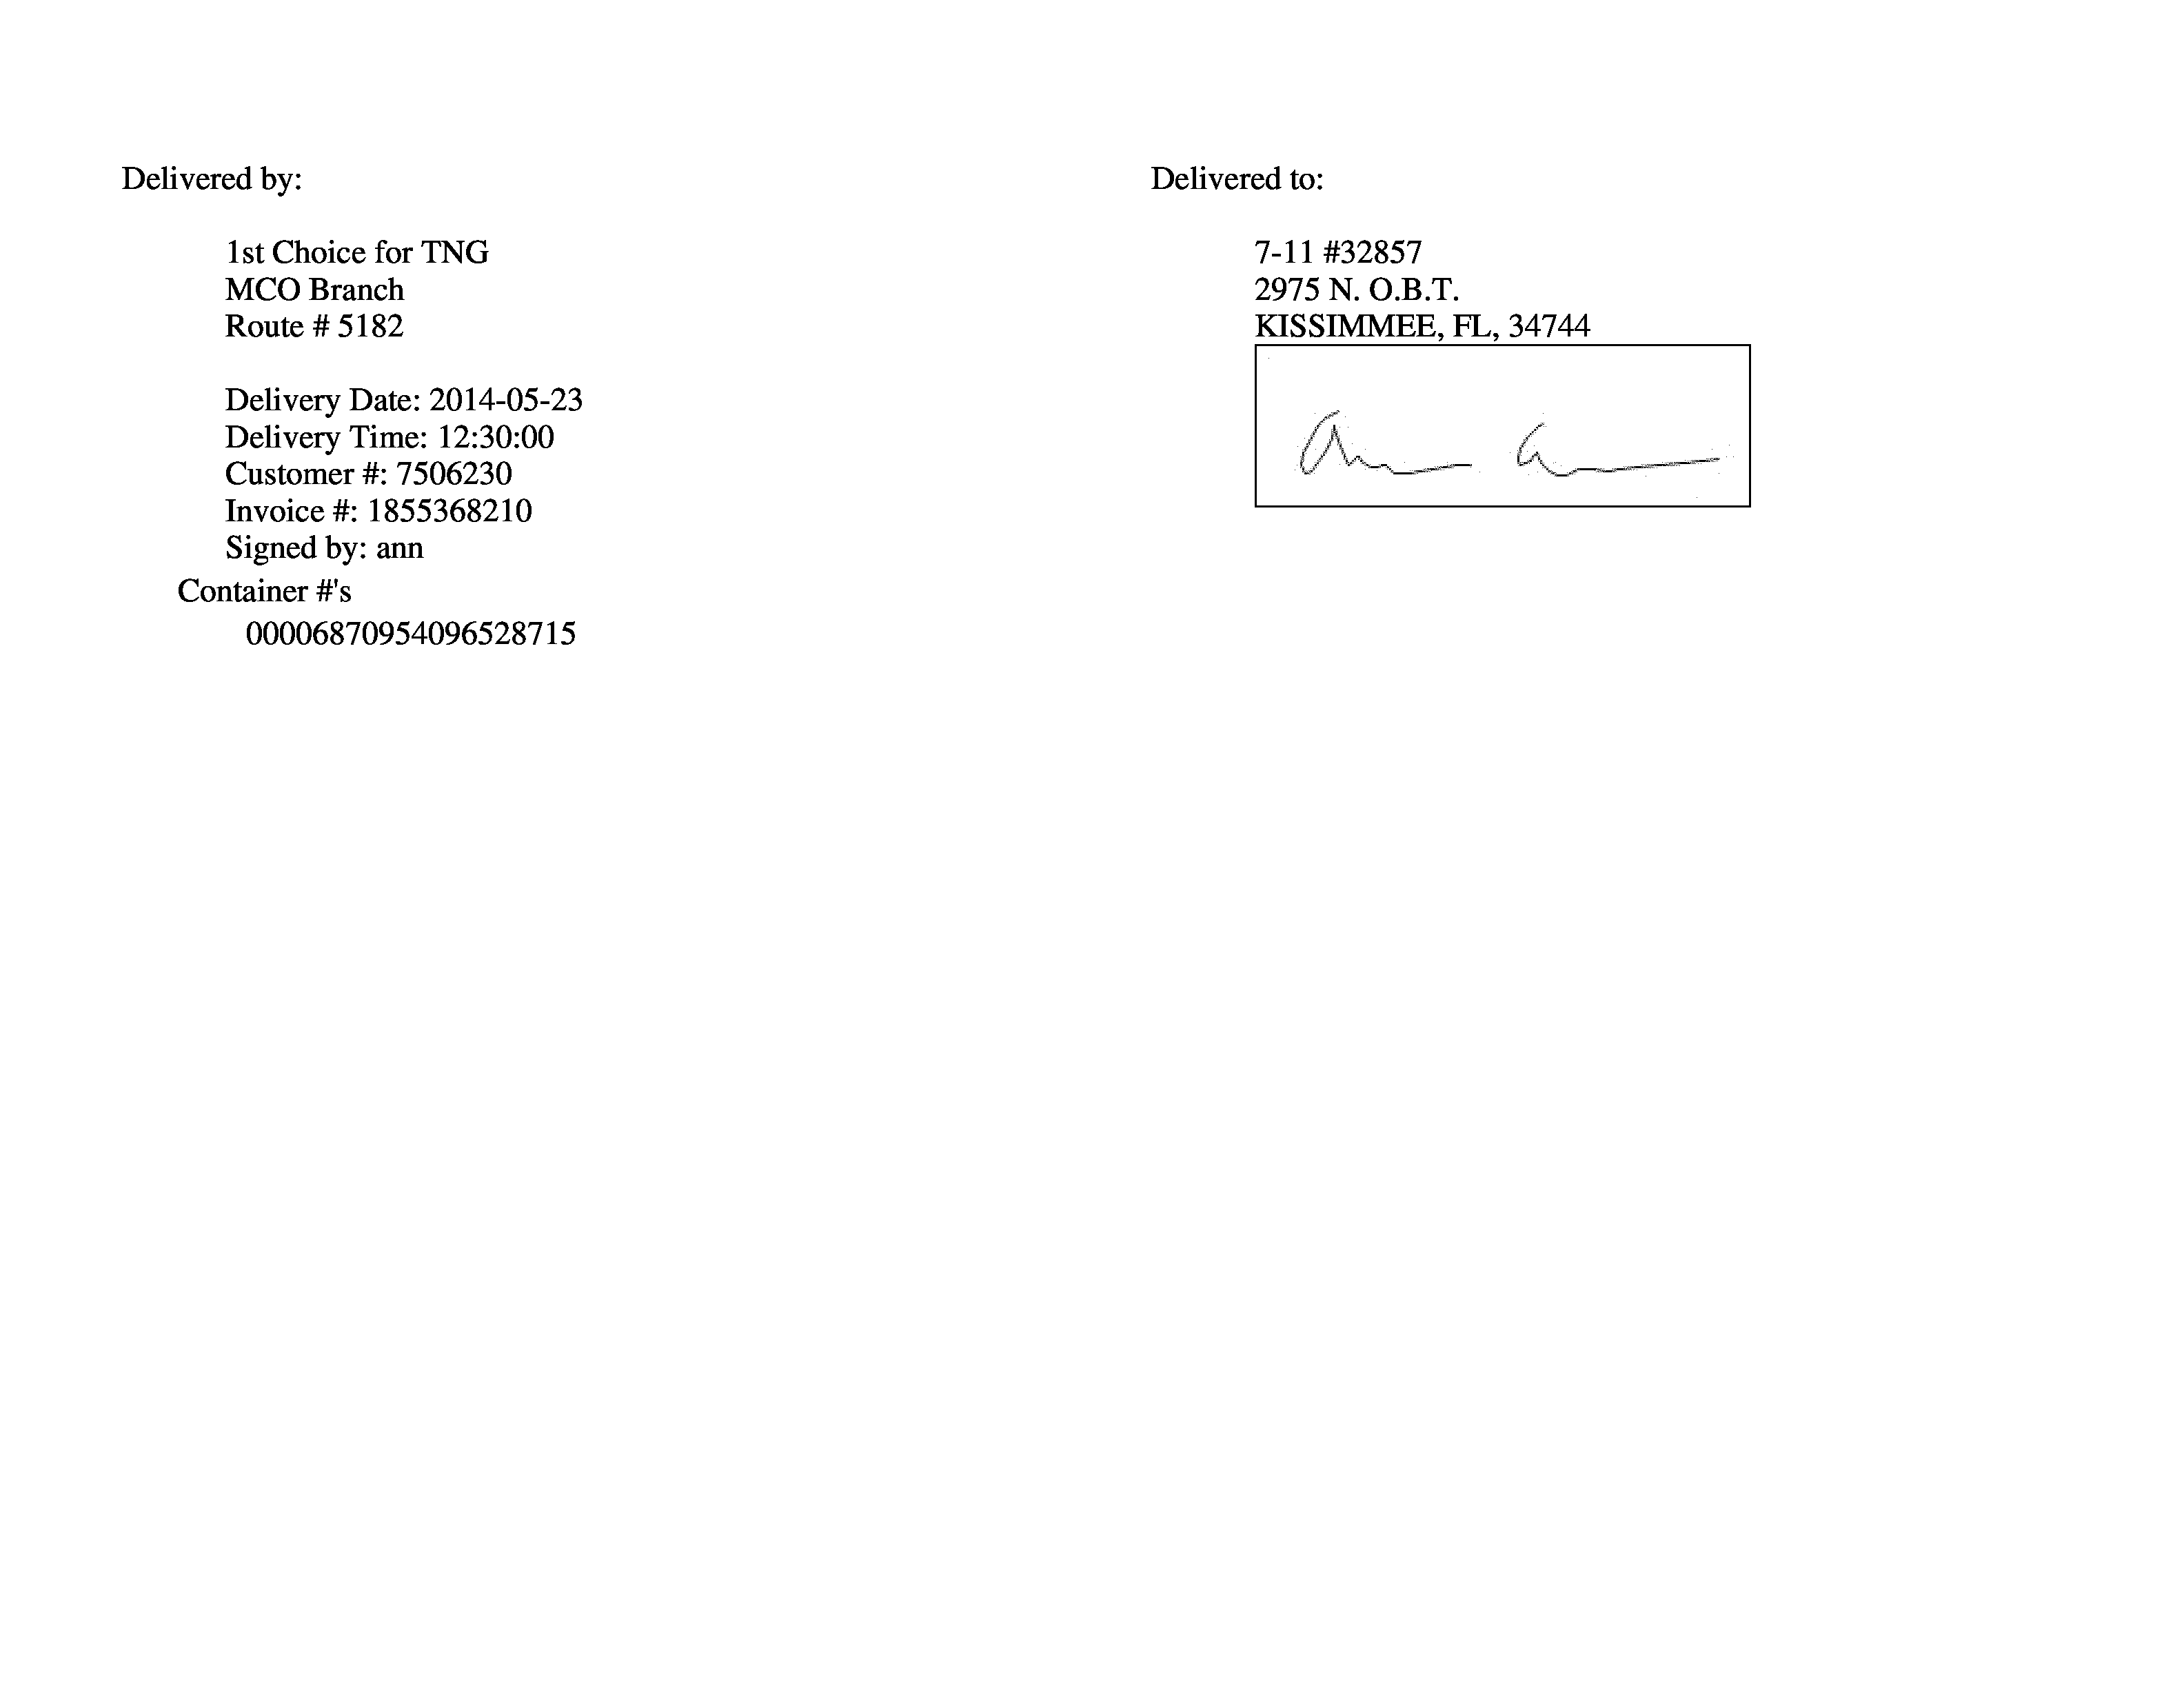 Delivered by:
1st Choice for TNG
MCO Branch
Route # 5182
Delivery Date: 2014-05-23
Delivery Time: 12:30:00
Customer #: 7506230
Invoice #: 1855368210
Signed by: ann
Container #'s
00006870954096528715
Delivered to:
7-11 #32857
2975 N. O.B.T.
KISSIMMEE, FL, 34744